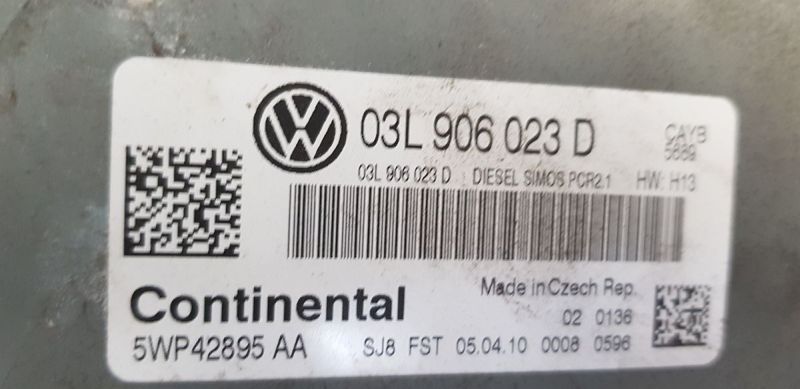 03L 906 023 D
CAYB
5689
03L 906 023 D DIESEL SIMOS PCR2.1 HW: H13
Continental
Made in Czech Rep.
02 0136
5WP42895 AA
SJ8 FST 05.04.10 0008 0596